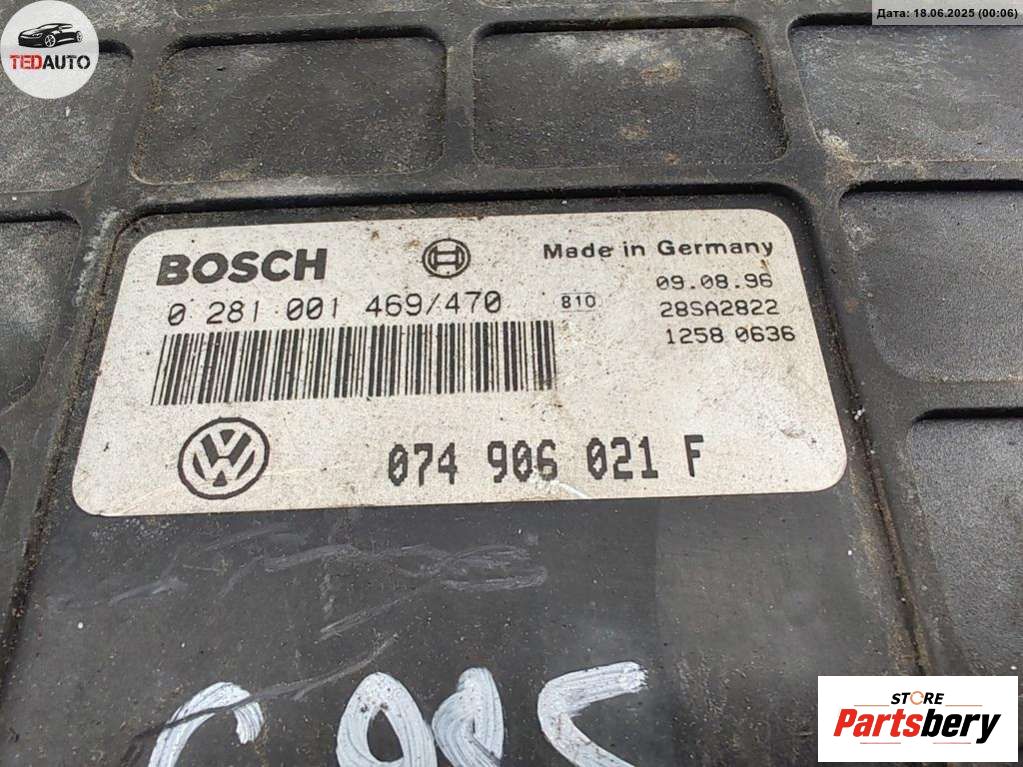 Дата: 18.06.2025 (00:06)
TEDAUTO
BOSCH
Made in Germany
0 281 001 469/470
810
09.08.96
28SA2822
1258 0636
074 906 021 F
STORE
Partsbery